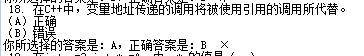 18. 在C++中，变量地址传递的调用将被使用引用的调用所代替。
(A) 正确
(B) 错误
你所选择的答案是：A，正确答案是：B ×